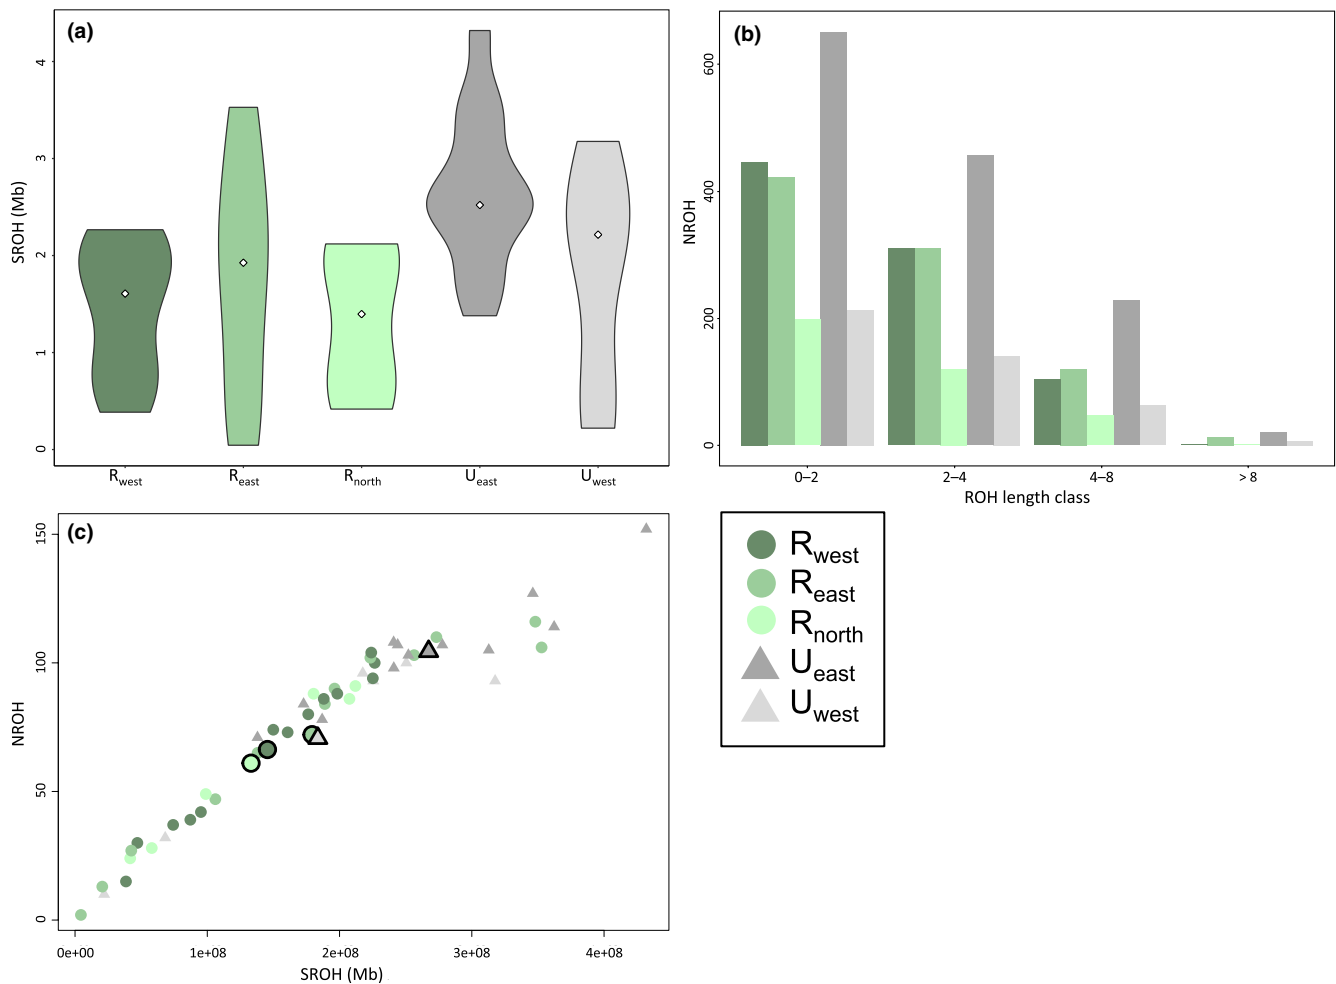 (a)
SROH (Mb)
4
3
2
1
0
Rwest
Reast
Rnorth
Ueast
Uwest
(b)
NROH
600
400
200
0
0–2
2–4
4–8
> 8
ROH length class
(c)
NROH
150
100
50
0
0e+00
1e+08
2e+08
3e+08
4e+08
SROH (Mb)
Rwest
Reast
Rnorth
Ueast
Uwest